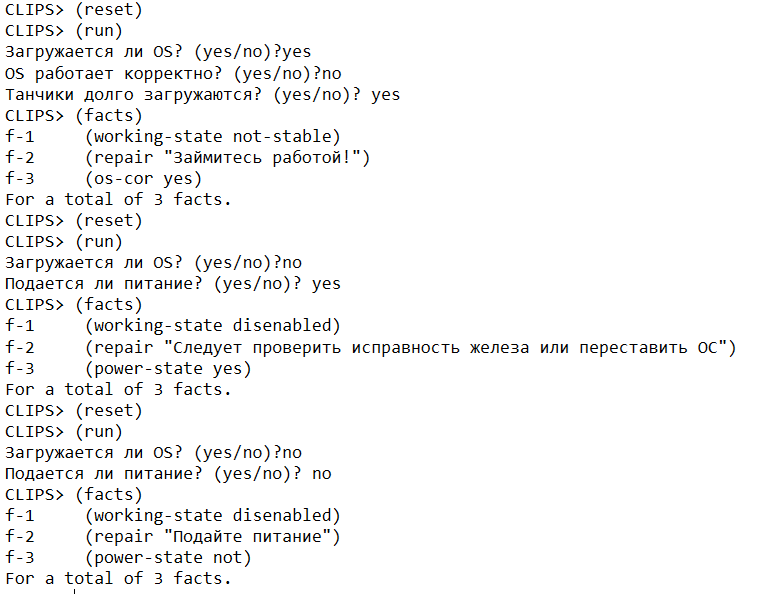 CLIPS> (reset)
CLIPS> (run)
Загружается ли OS? (yes/no)?yes
OS работает корректно? (yes/no)?no
Танчики долго загружаются? (yes/no)? yes
CLIPS> (facts)
f-1     (working-state not-stable)
f-2     (repair "Займитесь работой!")
f-3     (os-cor yes)
For a total of 3 facts.
CLIPS> (reset)
CLIPS> (run)
Загружается ли OS? (yes/no)?no
Подается ли питание? (yes/no)? yes
CLIPS> (facts)
f-1     (working-state disenabled)
f-2     (repair "Следует проверить исправность железа или переставить ОС")
f-3     (power-state yes)
For a total of 3 facts.
CLIPS> (reset)
CLIPS> (run)
Загружается ли OS? (yes/no)?no
Подается ли питание? (yes/no)? no
CLIPS> (facts)
f-1     (working-state disenabled)
f-2     (repair "Подайте питание")
f-3     (power-state not)
For a total of 3 facts.